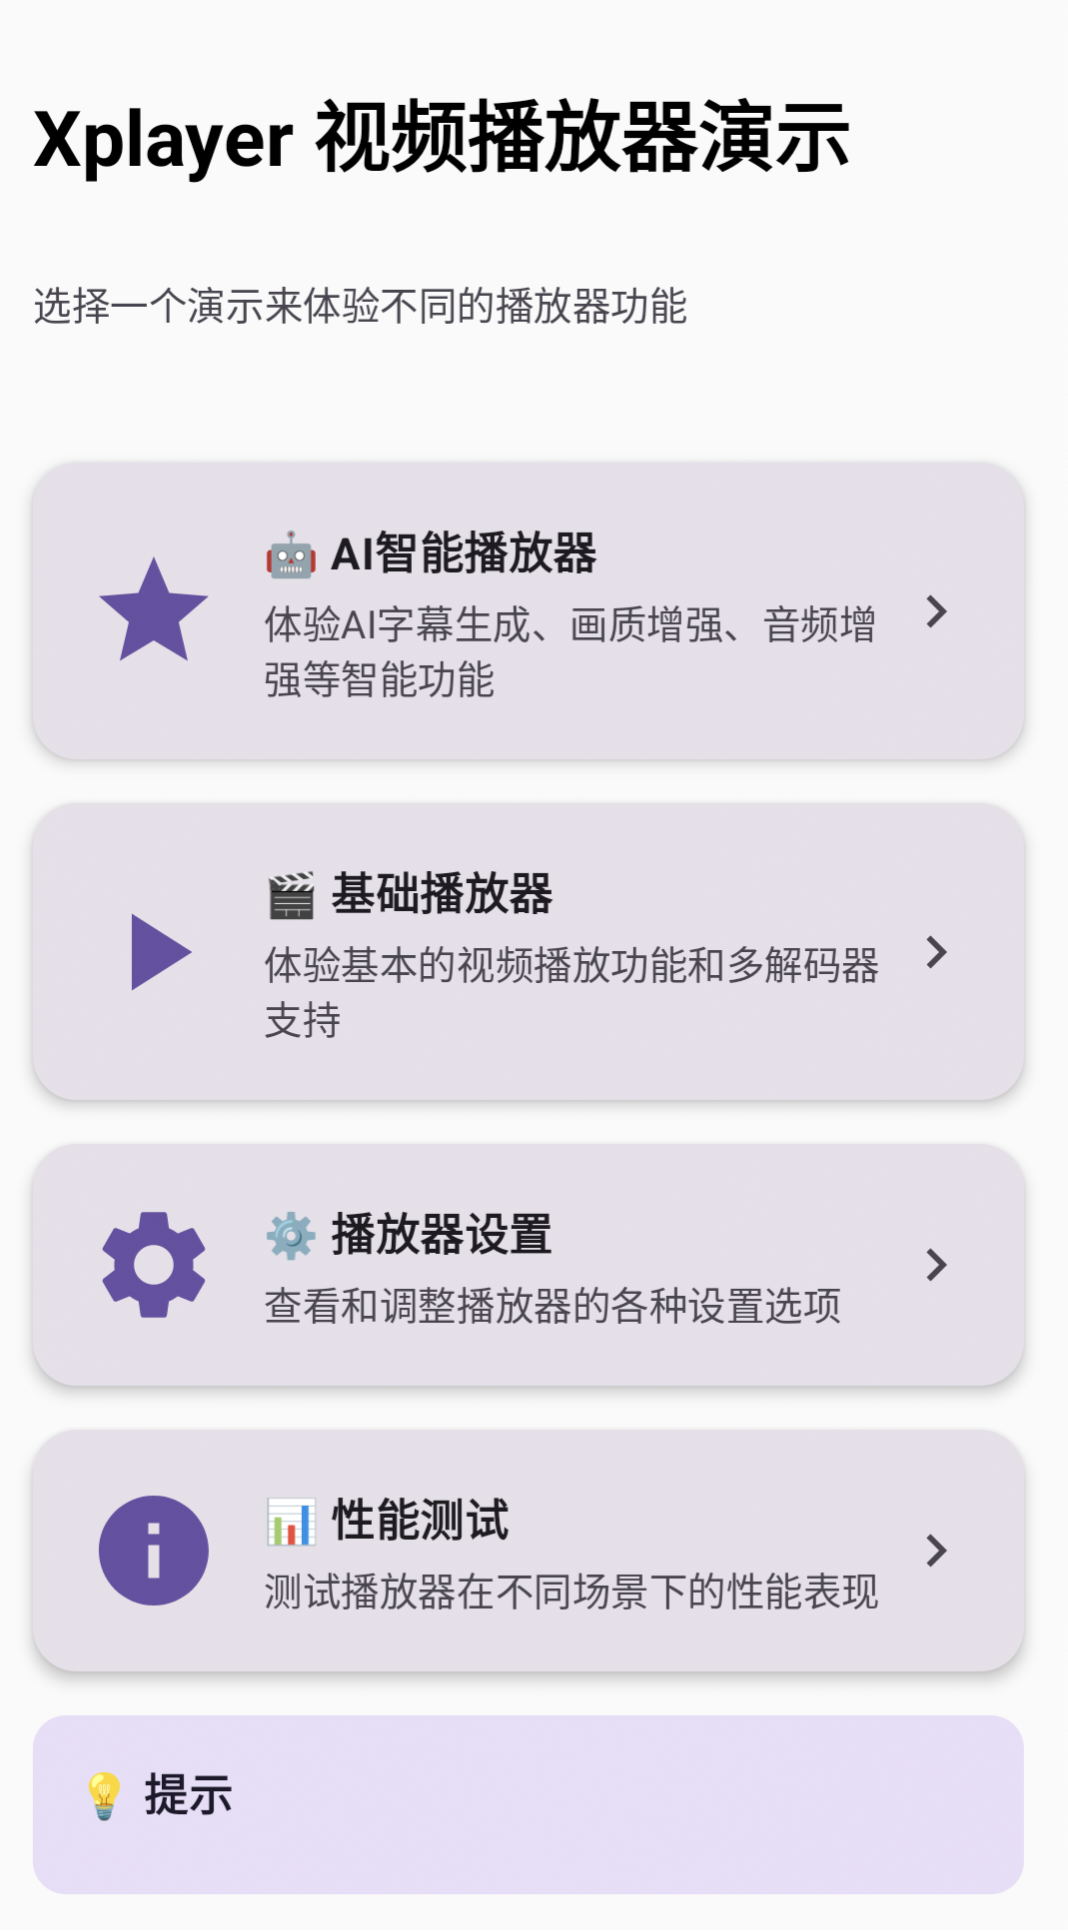 Xplayer 视频播放器演示
选择一个演示来体验不同的播放器功能
🤖 AI智能播放器
体验AI字幕生成、画质增强、音频增
强等智能功能
🎬 基础播放器
体验基本的视频播放功能和多解码器
支持
⚙️ 播放器设置
查看和调整播放器的各种设置选项
📊 性能测试
测试播放器在不同场景下的性能表现
💡 提示